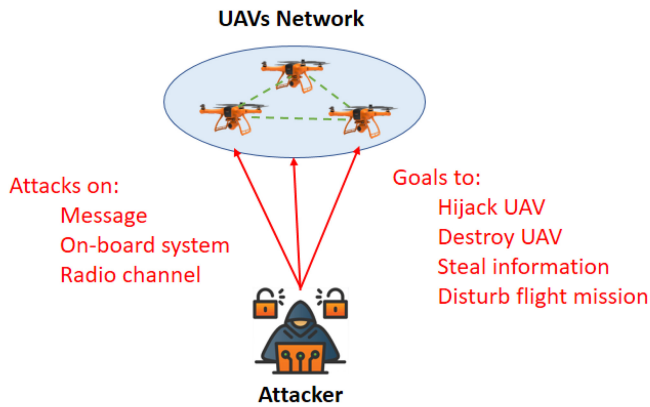 UAVs Network
Attacks on:
Message
On-board system
Radio channel
Goals to:
Hijack UAV
Destroy UAV
Steal information
Disturb flight mission
Attacker